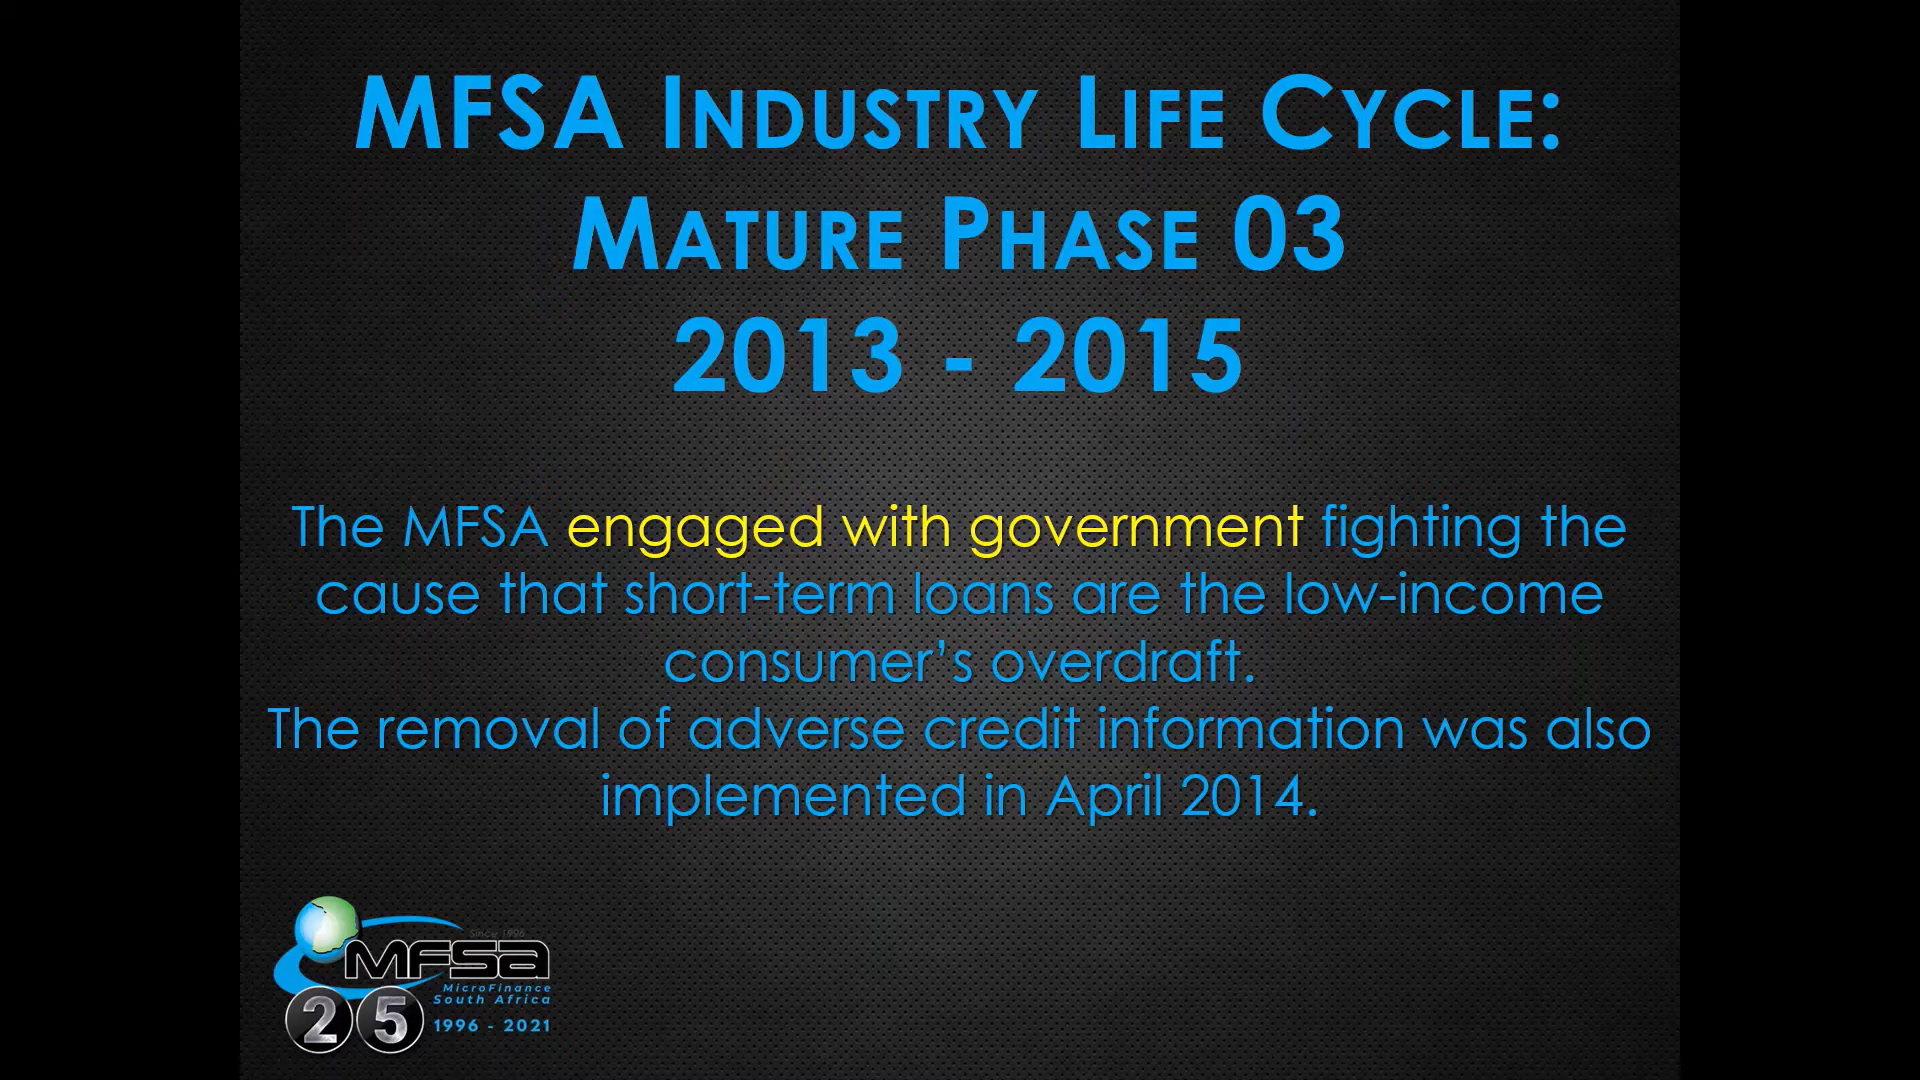 MFSA INDUSTRY LIFE CYCLE:
MATURE PHASE 03
2013 - 2015
The MFSA engaged with government fighting the
cause that short-term loans are the low-income
consumer’s overdraft.
The removal of adverse credit information was also
implemented in April 2014.
Since 1996
MFSa
MicroFinance
South Africa
25
1996 - 2021